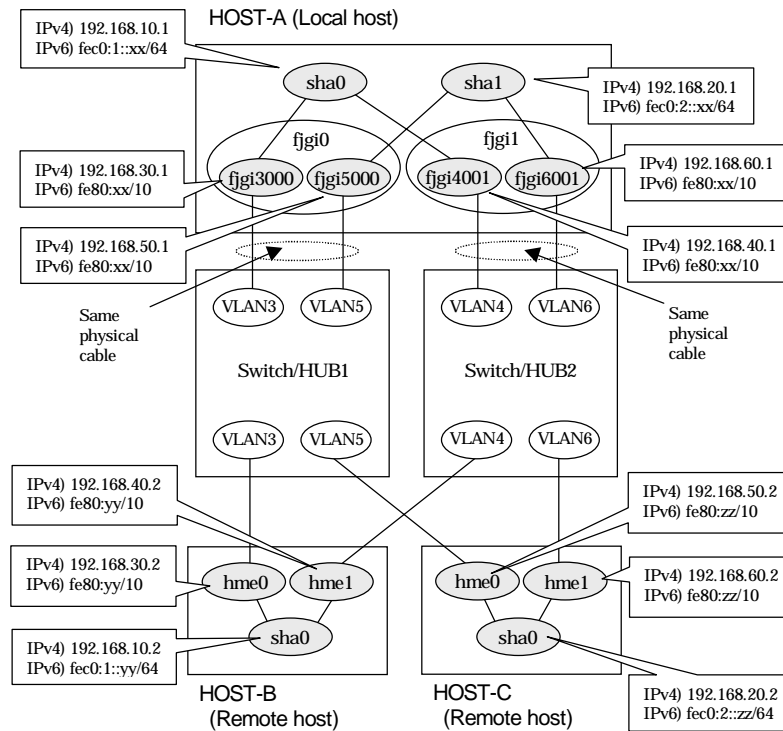 HOST-A (Local host)
IPv4) 192.168.10.1
IPv6) fec0:1::xx/64
sha0
sha1
IPv4) 192.168.20.1
IPv6) fec0:2::xx/64
fjgi0
fjgi1
IPv4) 192.168.30.1
IPv6) fe80:xx/10
fjgi3000
fjgi5000
fjgi4001
fjgi6001
IPv4) 192.168.60.1
IPv6) fe80:xx/10
IPv4) 192.168.50.1
IPv6) fe80:xx/10
IPv4) 192.168.40.1
IPv6) fe80:xx/10
Same
physical
cable
VLAN3
VLAN5
VLAN4
VLAN6
Same
physical
cable
Switch/HUB1
Switch/HUB2
VLAN3
VLAN5
VLAN4
VLAN6
IPv4) 192.168.40.2
IPv6) fe80:yy/10
IPv4) 192.168.50.2
IPv6) fe80:zz/10
IPv4) 192.168.30.2
IPv6) fe80:yy/10
hme0
hme1
hme0
hme1
IPv4) 192.168.60.2
IPv6) fe80:zz/10
IPv4) 192.168.10.2
IPv6) fec0:1::yy/64
sha0
sha0
IPv4) 192.168.20.2
IPv6) fec0:2::zz/64
HOST-B
(Remote host)
HOST-C
(Remote host)